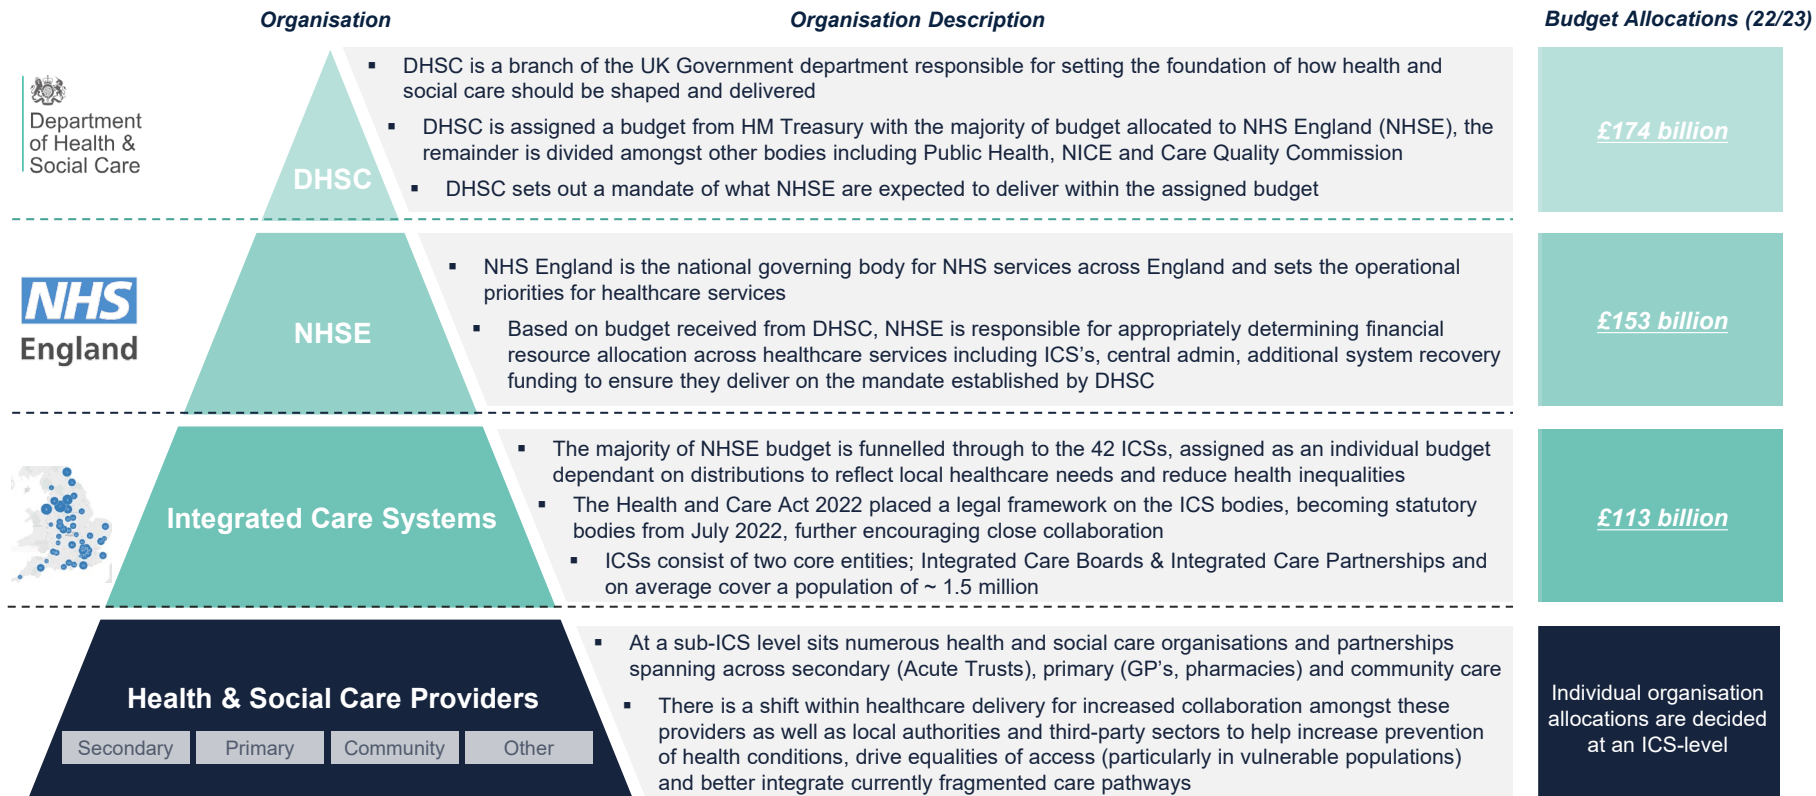 Organisation
Organisation Description
Budget Allocations (22/23)
Department
of Health &
Social Care
DHSC
▪ DHSC is a branch of the UK Government department responsible for setting the foundation of how health and
social care should be shaped and delivered
▪ DHSC is assigned a budget from HM Treasury with the majority of budget allocated to NHS England (NHSE), the
remainder is divided amongst other bodies including Public Health, NICE and Care Quality Commission
▪ DHSC sets out a mandate of what NHSE are expected to deliver within the assigned budget
£174 billion
NHS
England
NHSE
▪ NHS England is the national governing body for NHS services across England and sets the operational
priorities for healthcare services
▪ Based on budget received from DHSC, NHSE is responsible for appropriately determining financial
resource allocation across healthcare services including ICS’s, central admin, additional system recovery
funding to ensure they deliver on the mandate established by DHSC
£153 billion
Integrated Care Systems
▪ The majority of NHSE budget is funnelled through to the 42 ICSs, assigned as an individual budget
dependant on distributions to reflect local healthcare needs and reduce health inequalities
▪ The Health and Care Act 2022 placed a legal framework on the ICS bodies, becoming statutory
bodies from July 2022, further encouraging close collaboration
▪ ICSs consist of two core entities; Integrated Care Boards & Integrated Care Partnerships and
on average cover a population of ~ 1.5 million
£113 billion
Health & Social Care Providers
Secondary
Primary
Community
Other
▪ At a sub-ICS level sits numerous health and social care organisations and partnerships
spanning across secondary (Acute Trusts), primary (GP’s, pharmacies) and community care
▪ There is a shift within healthcare delivery for increased collaboration amongst these
providers as well as local authorities and third-party sectors to help increase prevention
of health conditions, drive equalities of access (particularly in vulnerable populations)
and better integrate currently fragmented care pathways
Individual organisation
allocations are decided
at an ICS-level